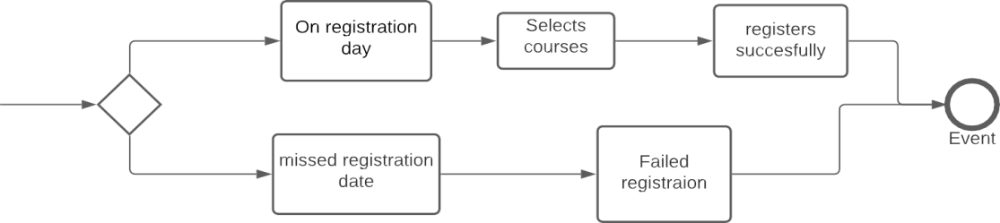 On registration
day
Selects
courses
registers
succesfully
missed registration
date
Failed
registraion
Event